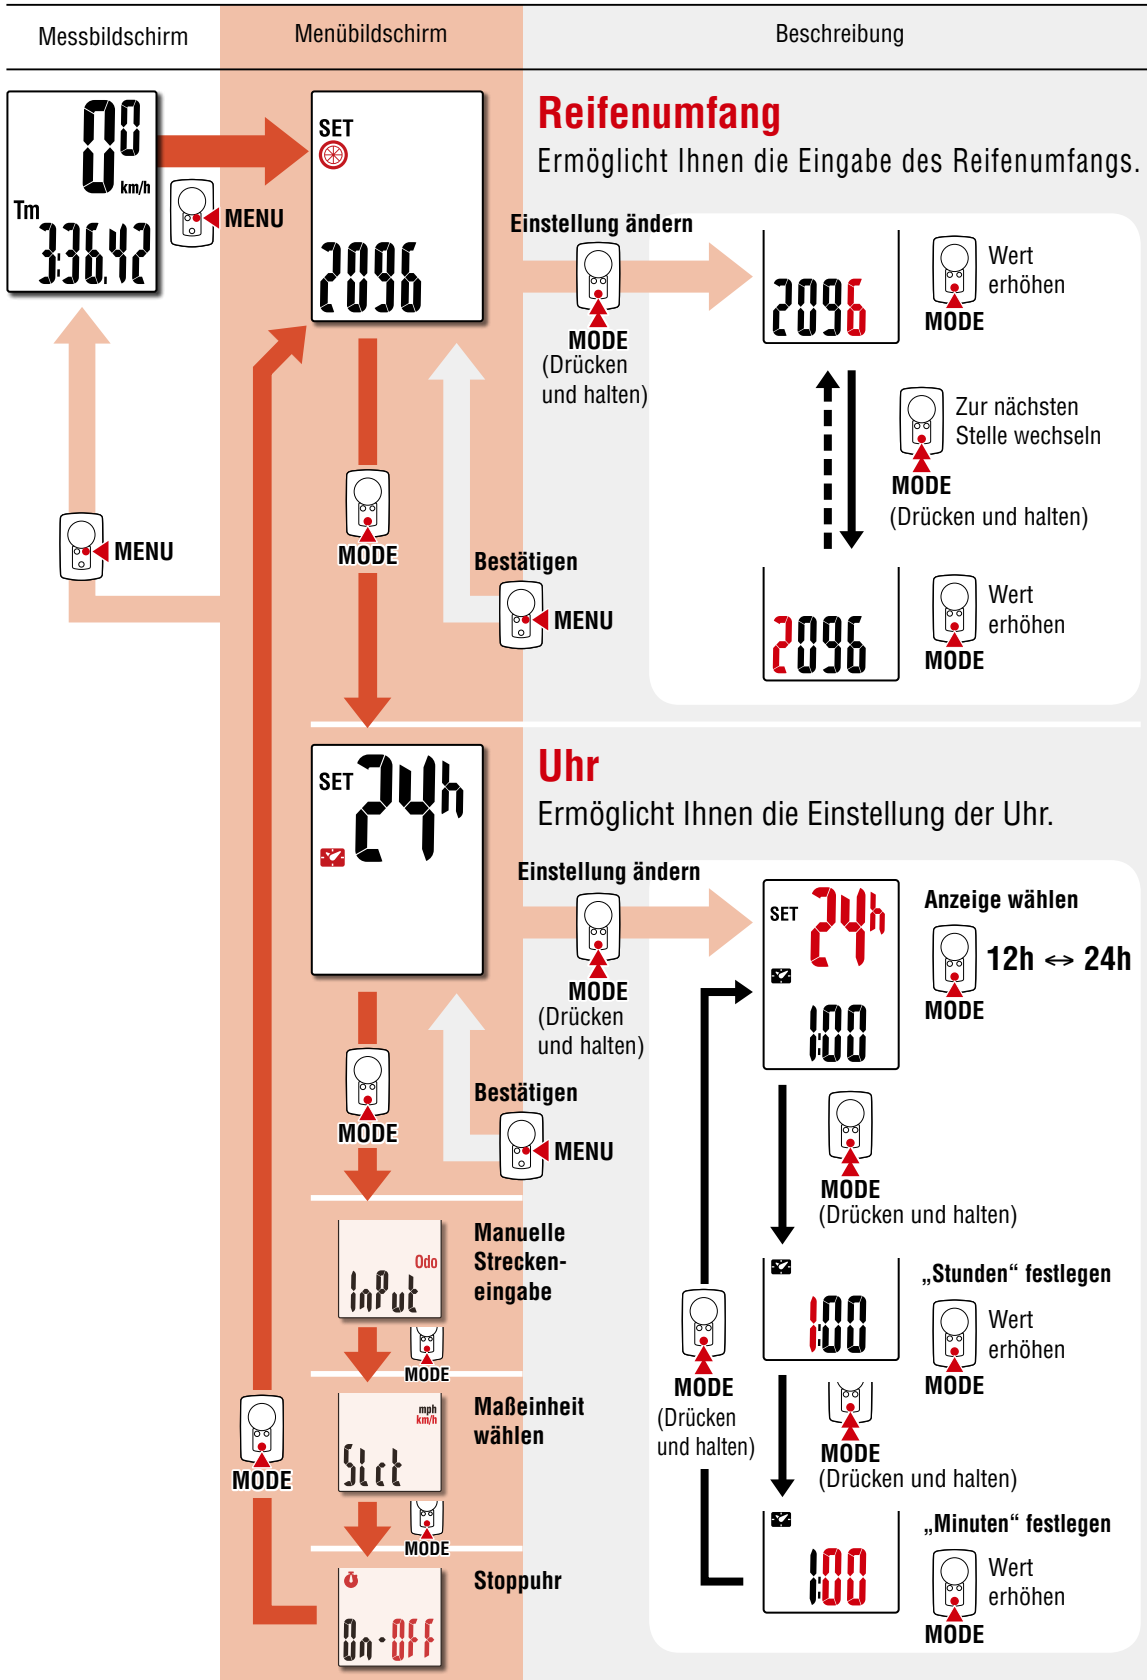 Messbildschirm
Menübildschirm
Beschreibung
0 0
km/h
Tm
3:36.42
MENU
SET
2096
Reifenumfang
Ermöglicht Ihnen die Eingabe des Reifenumfangs.
Einstellung ändern
MODE
(Drücken
und halten)
2096
Wert
erhöhen
MODE
Zur nächsten
Stelle wechseln
MODE
(Drücken und halten)
2096
Wert
erhöhen
MODE
MODE
Bestätigen
MENU
MENU
SET
24h
Uhr
Ermöglicht Ihnen die Einstellung der Uhr.
Einstellung ändern
MODE
(Drücken
und halten)
SET
24h
1:00
Anzeige wählen
12h ↔ 24h
MODE
MODE
(Drücken und halten)
MODE
Bestätigen
MENU
1:00
„Stunden“ festlegen
Wert
erhöhen
MODE
MODE
(Drücken und halten)
MODE
(Drücken
und halten)
1:00
„Minuten“ festlegen
Wert
erhöhen
MODE
Odo
InPut
Manuelle
Strecken-
eingabe
MODE
mph
km/h
Slct
Maßeinheit
wählen
MODE
MODE
On-OFF
Stoppuhr